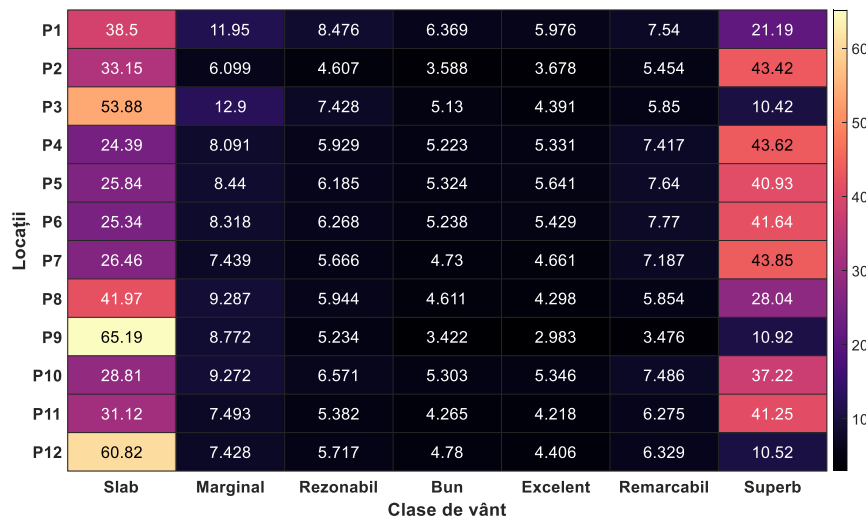 P1 38.5 11.95 8.476 6.369 5.976 7.54 21.19
P2 33.15 6.099 4.607 3.588 3.678 5.454 43.42
P3 53.88 12.9 7.428 5.13 4.391 5.85 10.42
P4 24.39 8.091 5.929 5.223 5.331 7.417 43.62
P5 25.84 8.44 6.185 5.324 5.641 7.64 40.93
P6 25.34 8.318 6.268 5.238 5.429 7.77 41.64
P7 26.46 7.439 5.666 4.73 4.661 7.187 43.85
P8 41.97 9.287 5.944 4.611 4.298 5.854 28.04
P9 65.19 8.772 5.234 3.422 2.983 3.476 10.92
P10 28.81 9.272 6.571 5.303 5.346 7.486 37.22
P11 31.12 7.493 5.382 4.265 4.218 6.275 41.25
P12 60.82 7.428 5.717 4.78 4.406 6.329 10.52
Slab Marginal Rezonabil Bun Excelent Remarcabil Superb
Clase de vânt
Locații
60
50
40
30
20
10